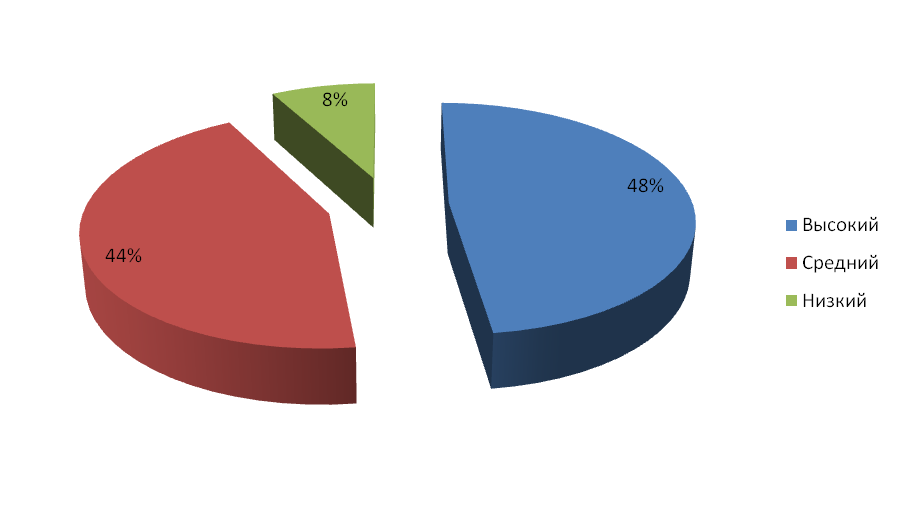 8%
48%
44%
Высокий
Средний
Низкий